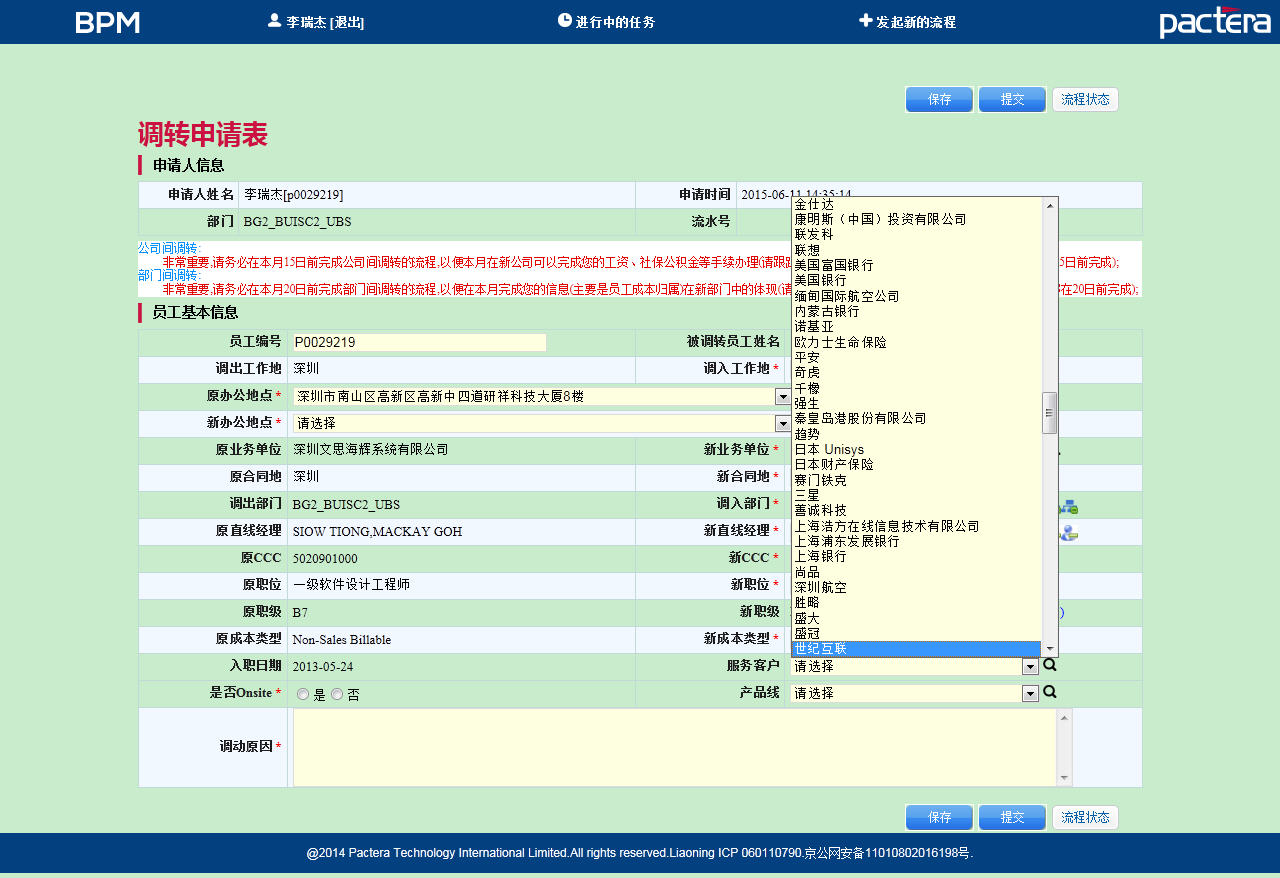 BPM
李瑞杰 [退出]
进行中的任务
发起新的流程
pactera
保存 提交 流程状态
调转申请表
申请人信息
申请人姓名 李瑞杰[p0029219] 申请时间 2015-06-11 14:35:14
部门 BG2_BUISC2_UBS 流水号
公司间调转:
非常重要,请务必在本月15日前完成公司间调转的流程,以便本月在新公司可以完成您的工资、社保公积金等手续办理(请跟 5日前完成);
部门间调转:
非常重要,请务必在本月20日前完成部门间调转的流程,以便在本月完成您的信息(主要是员工成本归属)在新部门中的体现( 在20日前完成);
员工基本信息
员工编号 P0029219 被调转员工姓名
调出工作地 深圳 调入工作地 *
原办公地点 * 深圳市南山区高新区高新中四道研祥科技大厦8楼
新办公地点 * 请选择
原业务单位 深圳文思海辉系统有限公司 新业务单位 *
原合同地 深圳 新合同地 *
调出部门 BG2_BUISC2_UBS 调入部门 *
原直线经理 SIOW TIONG,MACKAY GOH 新直线经理 *
原CCC 5020901000 新CCC *
原职位 一级软件设计工程师 新职位 *
原职级 B7 新职级 )
原成本类型 Non-Sales Billable 新成本类型 *
金仕达
康明斯（中国）投资有限公司
联发科
联想
美国富国银行
美国银行
缅甸国际航空公司
内蒙古银行
诺基亚
欧力士生命保险
平安
奇虎
千橡
强生
秦皇岛港股份有限公司
趋势
日本 Unisys
日本财产保险
赛门铁克
三星
善诚科技
上海浩方在线信息技术有限公司
上海浦东发展银行
上海银行
尚品
深圳航空
胜略
盛大
盛冠
世纪互联
入职日期 2013-05-24 服务客户 请选择
是否Onsite * 是 否 产品线 请选择
调动原因 *
保存 提交 流程状态
@2014 Pactera Technology International Limited.All rights reserved.Liaoning ICP 060110790.京公网安备11010802016198号.